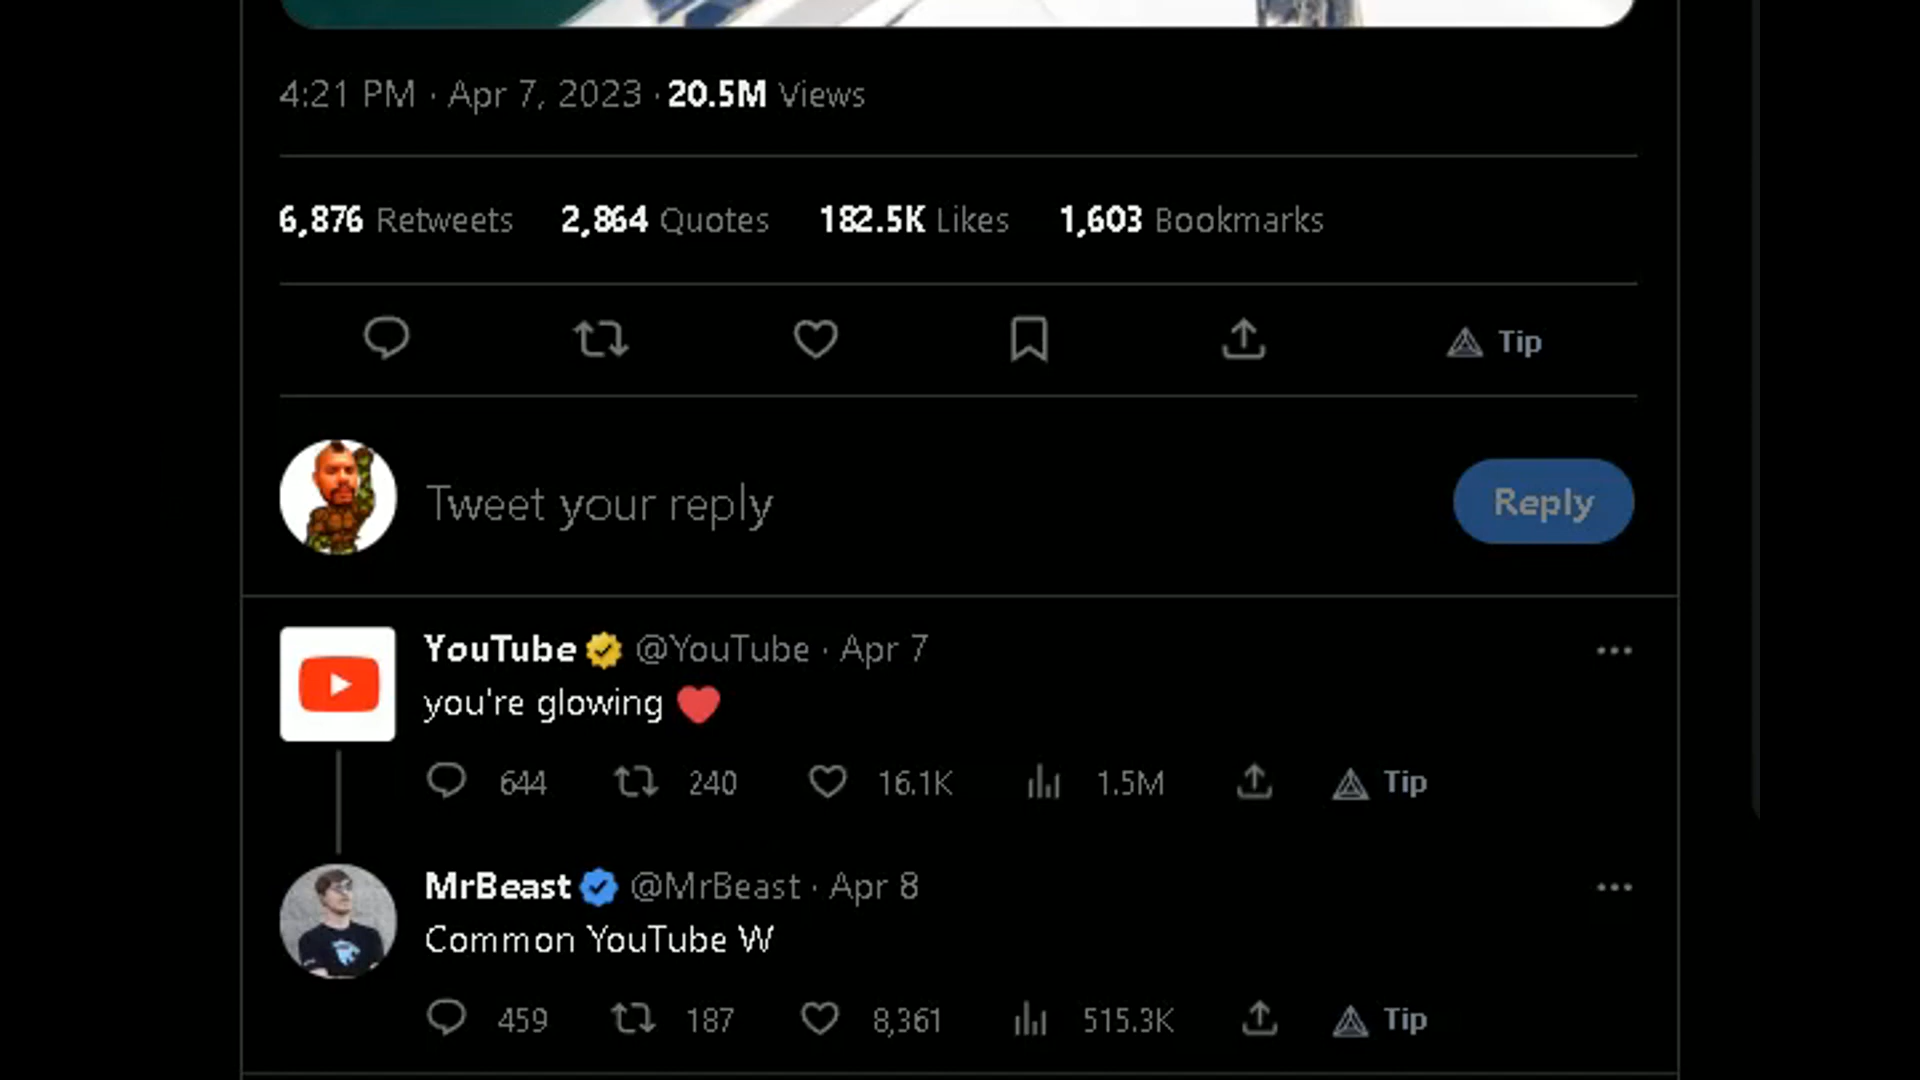 4:21 PM · Apr 7, 2023 · 20.5M Views
6,876 Retweets 2,864 Quotes 182.5K Likes 1,603 Bookmarks
Tip
Tweet your reply
Reply
YouTube @YouTube · Apr 7
you're glowing ❤️
644 240 16.1K 1.5M Tip
MrBeast @MrBeast · Apr 8
Common YouTube W
459 187 8,361 515.3K Tip